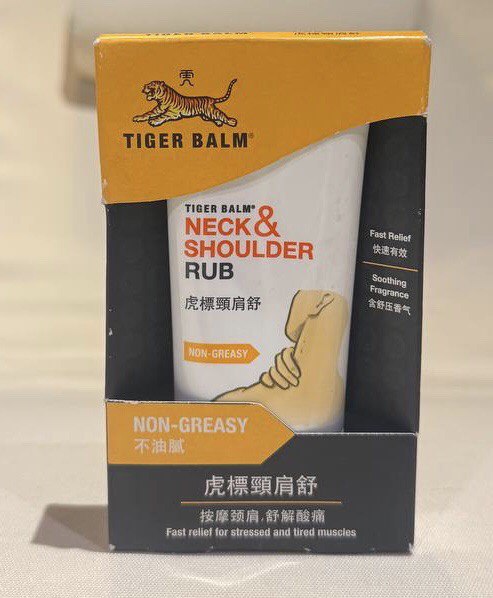 TIGER BALM®
TIGER BALM®
NECK &
SHOULDER
RUB
虎標頸肩舒
NON-GREASY
Fast Relief
快速有效
Soothing
Fragrance
含舒压香气
NON-GREASY
不油腻
虎標頸肩舒
按摩颈肩,舒解酸痛
Fast relief for stressed and tired muscles